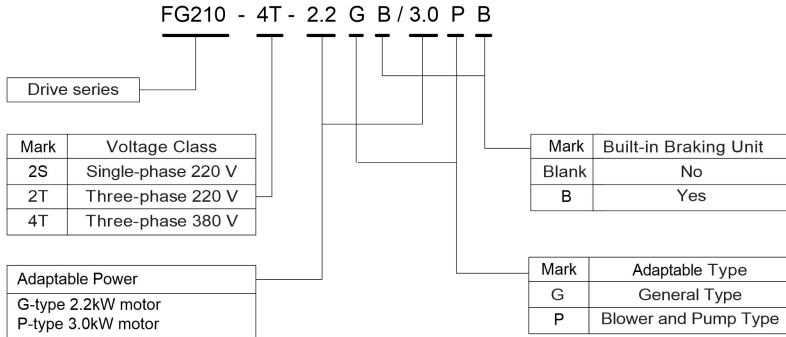 FG210 - 4T - 2.2 G B / 3.0 P B
Drive series
Mark Voltage Class
2S Single-phase 220 V
2T Three-phase 220 V
4T Three-phase 380 V
Adaptable Power
G-type 2.2kW motor
P-type 3.0kW motor
Mark Built-in Braking Unit
Blank No
B Yes
Mark Adaptable Type
G General Type
P Blower and Pump Type